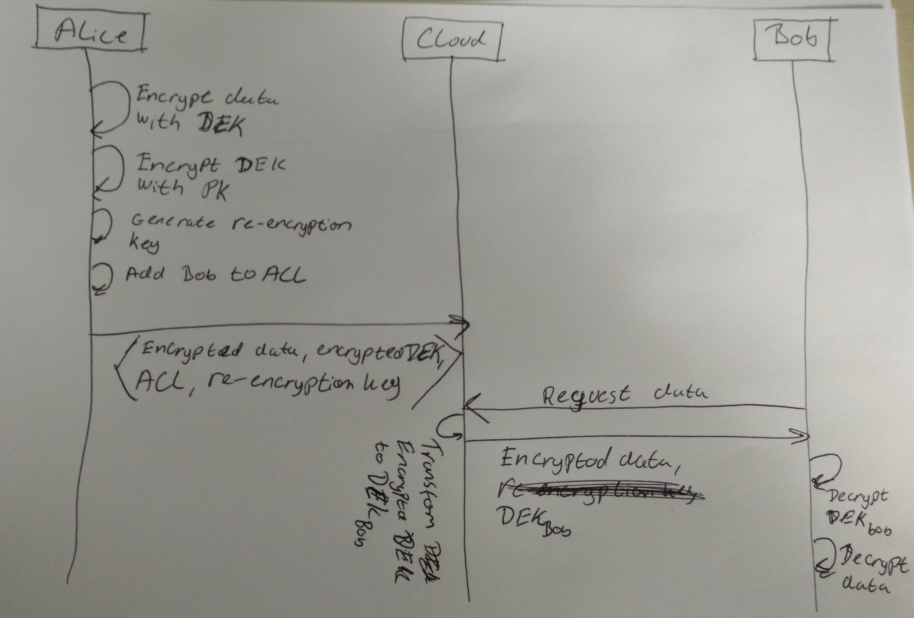 Alice
Cloud
Bob
Encrypt data
with DEK
Encrypt DEK
with PK
Generate re-encryption
key
Add Bob to ACL
Encrypted data, encrypted DEK,
ACL, re-encryption key
Request data
Transform DEK
Encrypted DEK
to DEK Bob
Encrypted data,
re-encryption key
DEK Bob
Decrypt
DEK bob
Decrypt
data